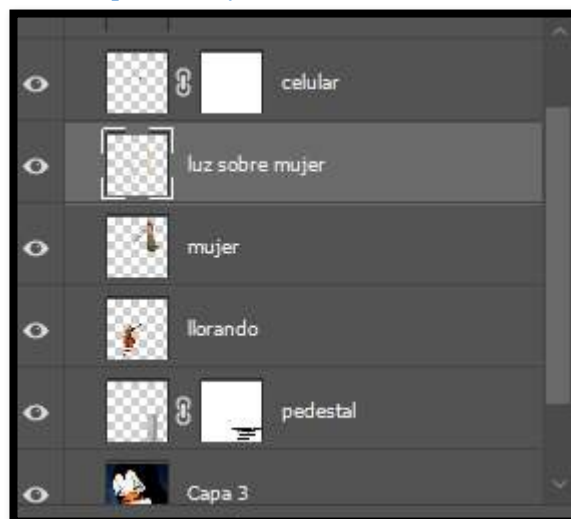 celular
luz sobre mujer
mujer
llorando
pedestal
Capa 3